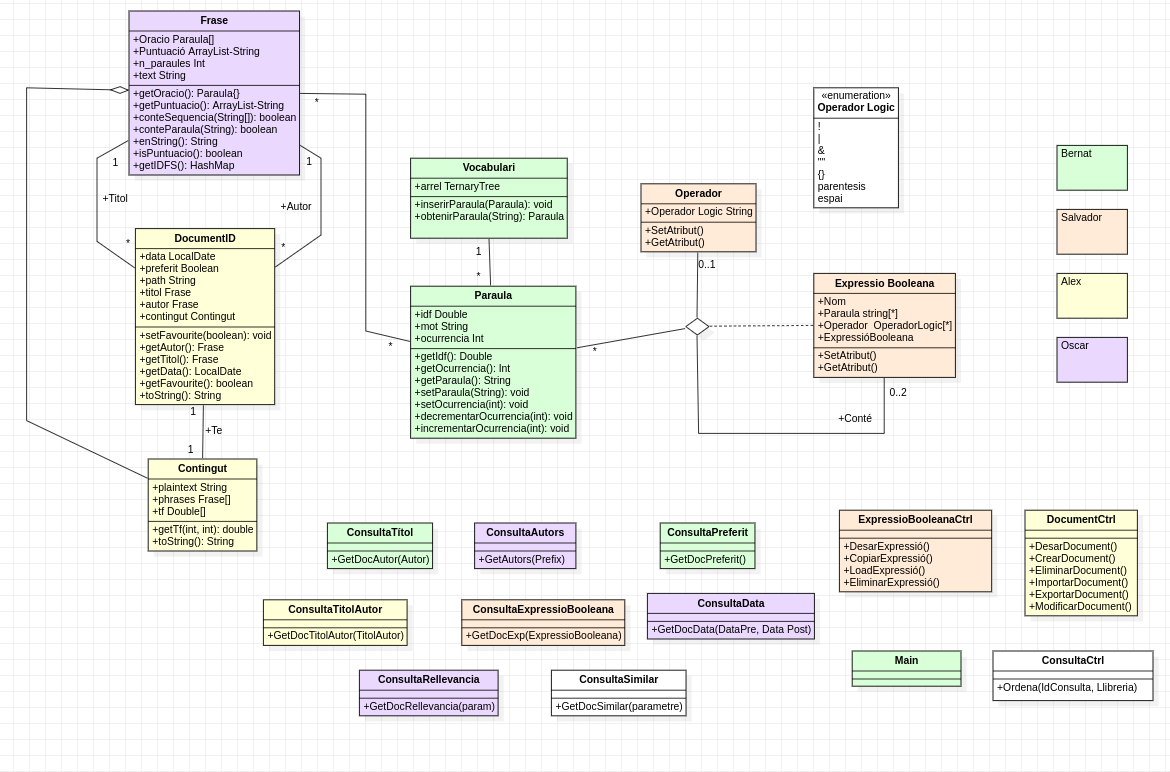 Frase
+Oracio Paraula[]
+Puntuació ArrayList-String
+n_paraules Int
+text String
+getOracio(): Paraula{}
+getPuntuacio(): ArrayList-String
+conteSequencia(String[]): boolean
+conteParaula(String): boolean
+enString(): String
+isPuntuacio(): boolean
+getIDFS(): HashMap
*
1
1
+Titol
+Autor
*
*
DocumentID
+data LocalDate
+preferit Boolean
+path String
+titol Frase
+autor Frase
+contingut Contingut
+setFavourite(boolean): void
+getAutor(): Frase
+getTitol(): Frase
+getData(): LocalDate
+getFavourite(): boolean
+toString(): String
1
+Te
1
Contingut
+plaintext String
+phrases Frase[]
+tf Double[]
+getTf(int, int): double
+toString(): String
Vocabulari
+arrel TernaryTree
+inserirParaula(Paraula): void
+obtenirParaula(String): Paraula
1
*
Paraula
+idf Double
+mot String
+ocurrencia Int
+getIdf(): Double
+getOcurrencia(): Int
+getParaula(): String
+setParaula(String): void
+setOcurrencia(int): void
+decrementarOcurrencia(int): void
+incrementarOcurrencia(int): void
*
*
Operador
+Operador Logic String
+SetAtribut()
+GetAtribut()
0..1
«enumeration»
Operador Logic
!
|
&
""
{}
parentesis
espai
Expressio Booleana
+Nom
+Paraula string[*]
+Operador  OperadorLogic[*]
+ExpressióBooleana
+SetAtribut()
+GetAtribut()
0..2
+Conté
Bernat
Salvador
Alex
Oscar
ConsultaTítol
+GetDocAutor(Autor)
ConsultaAutors
+GetAutors(Prefix)
ConsultaPreferit
+GetDocPreferit()
ExpressioBooleanaCtrl
+DesarExpressió()
+CopiarExpressió()
+LoadExpressió()
+EliminarExpressió()
DocumentCtrl
+DesarDocument()
+CrearDocument()
+EliminarDocument()
+ImportarDocument()
+ExportarDocument()
+ModificarDocument()
ConsultaTitolAutor
+GetDocTitolAutor(TitolAutor)
ConsultaExpressioBooleana
+GetDocExp(ExpressioBooleana)
ConsultaData
+GetDocData(DataPre, Data Post)
Main
ConsultaCtrl
+Ordena(IdConsulta, Llibreria)
ConsultaRellevancia
+GetDocRellevancia(param)
ConsultaSimilar
+GetDocSimilar(parametre)